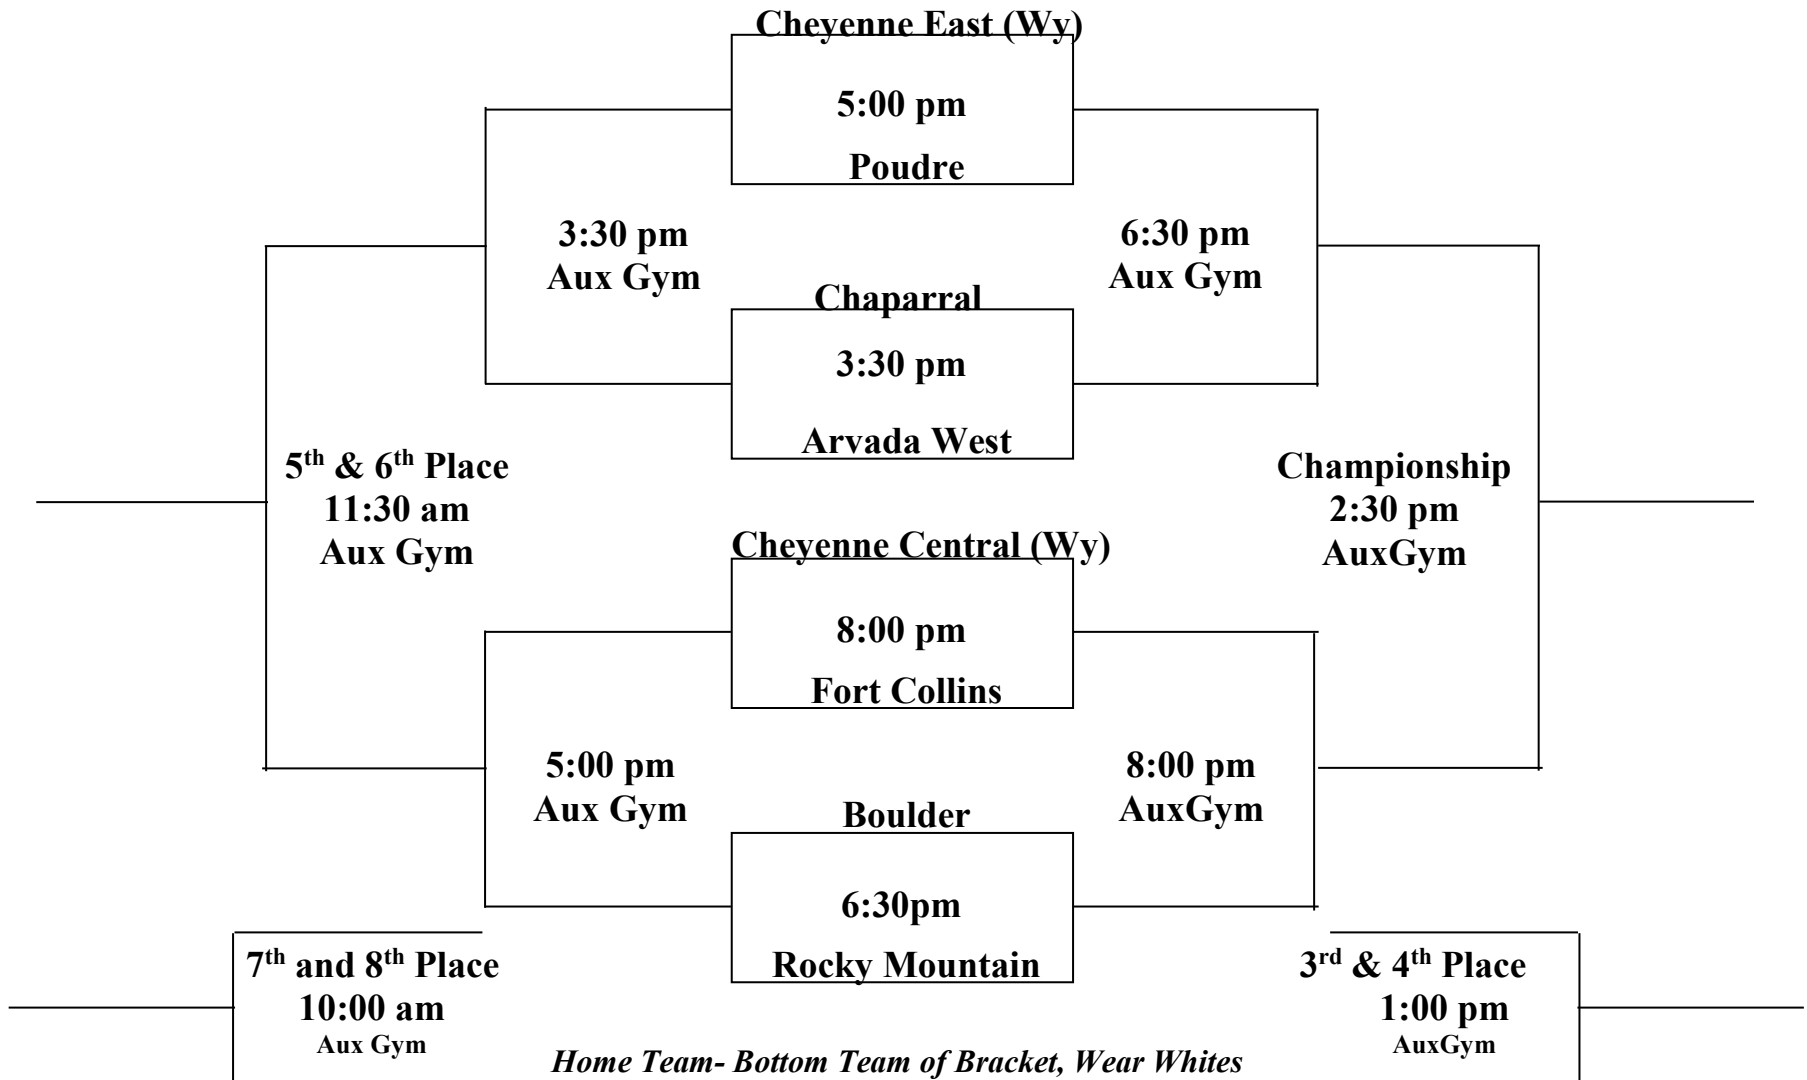 Cheyenne East (Wy)
5:00 pm
Poudre
3:30 pm
Aux Gym
6:30 pm
Aux Gym
Chaparral
3:30 pm
Arvada West
5th & 6th Place
11:30 am
Aux Gym
Championship
2:30 pm
AuxGym
Cheyenne Central (Wy)
8:00 pm
Fort Collins
5:00 pm
Aux Gym
8:00 pm
AuxGym
Boulder
6:30pm
Rocky Mountain
7th and 8th Place
10:00 am
Aux Gym
3rd & 4th Place
1:00 pm
AuxGym
Home Team- Bottom Team of Bracket, Wear Whites